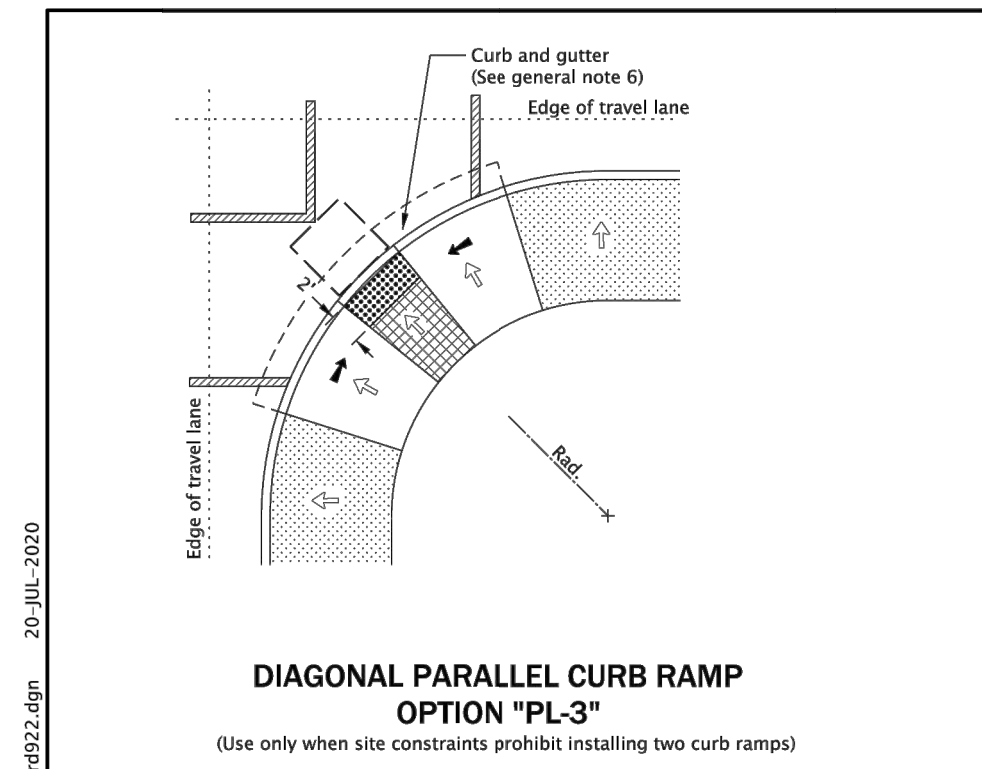 Curb and gutter
(See general note 6)
Edge of travel lane
2'
Rad.
Edge of travel lane
rd922.dgn 20-JUL-2020
DIAGONAL PARALLEL CURB RAMP
OPTION "PL-3"
(Use only when site constraints prohibit installing two curb ramps)